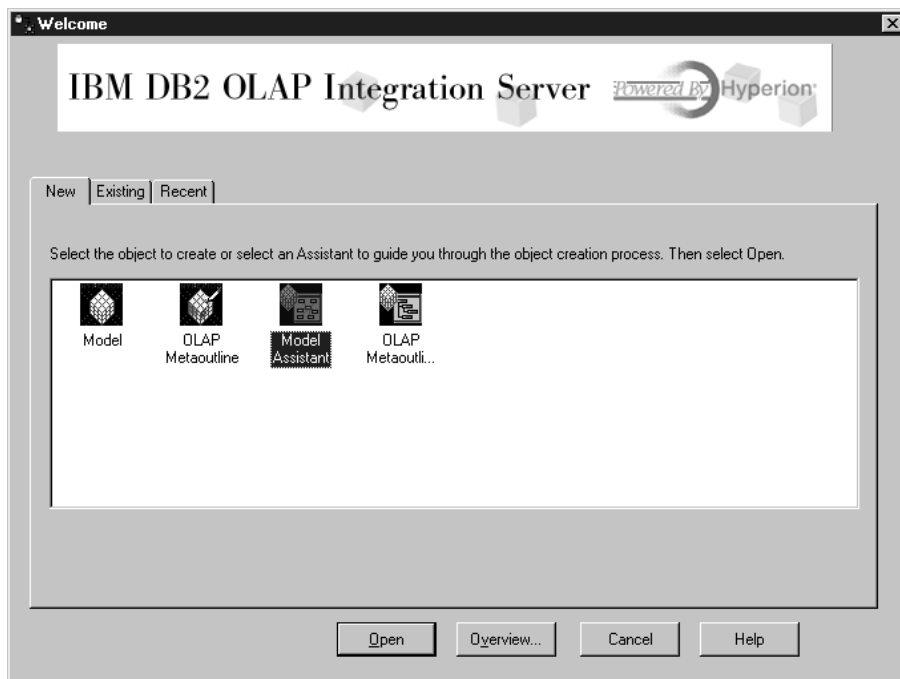 Welcome
IBM DB2 OLAP Integration Server Powered By Hyperion
New Existing Recent
Select the object to create or select an Assistant to guide you through the object creation process. Then select Open.
Model
OLAP
Metaoutline
Model
Assistant
OLAP
Metaoutli...
Open Overview... Cancel Help